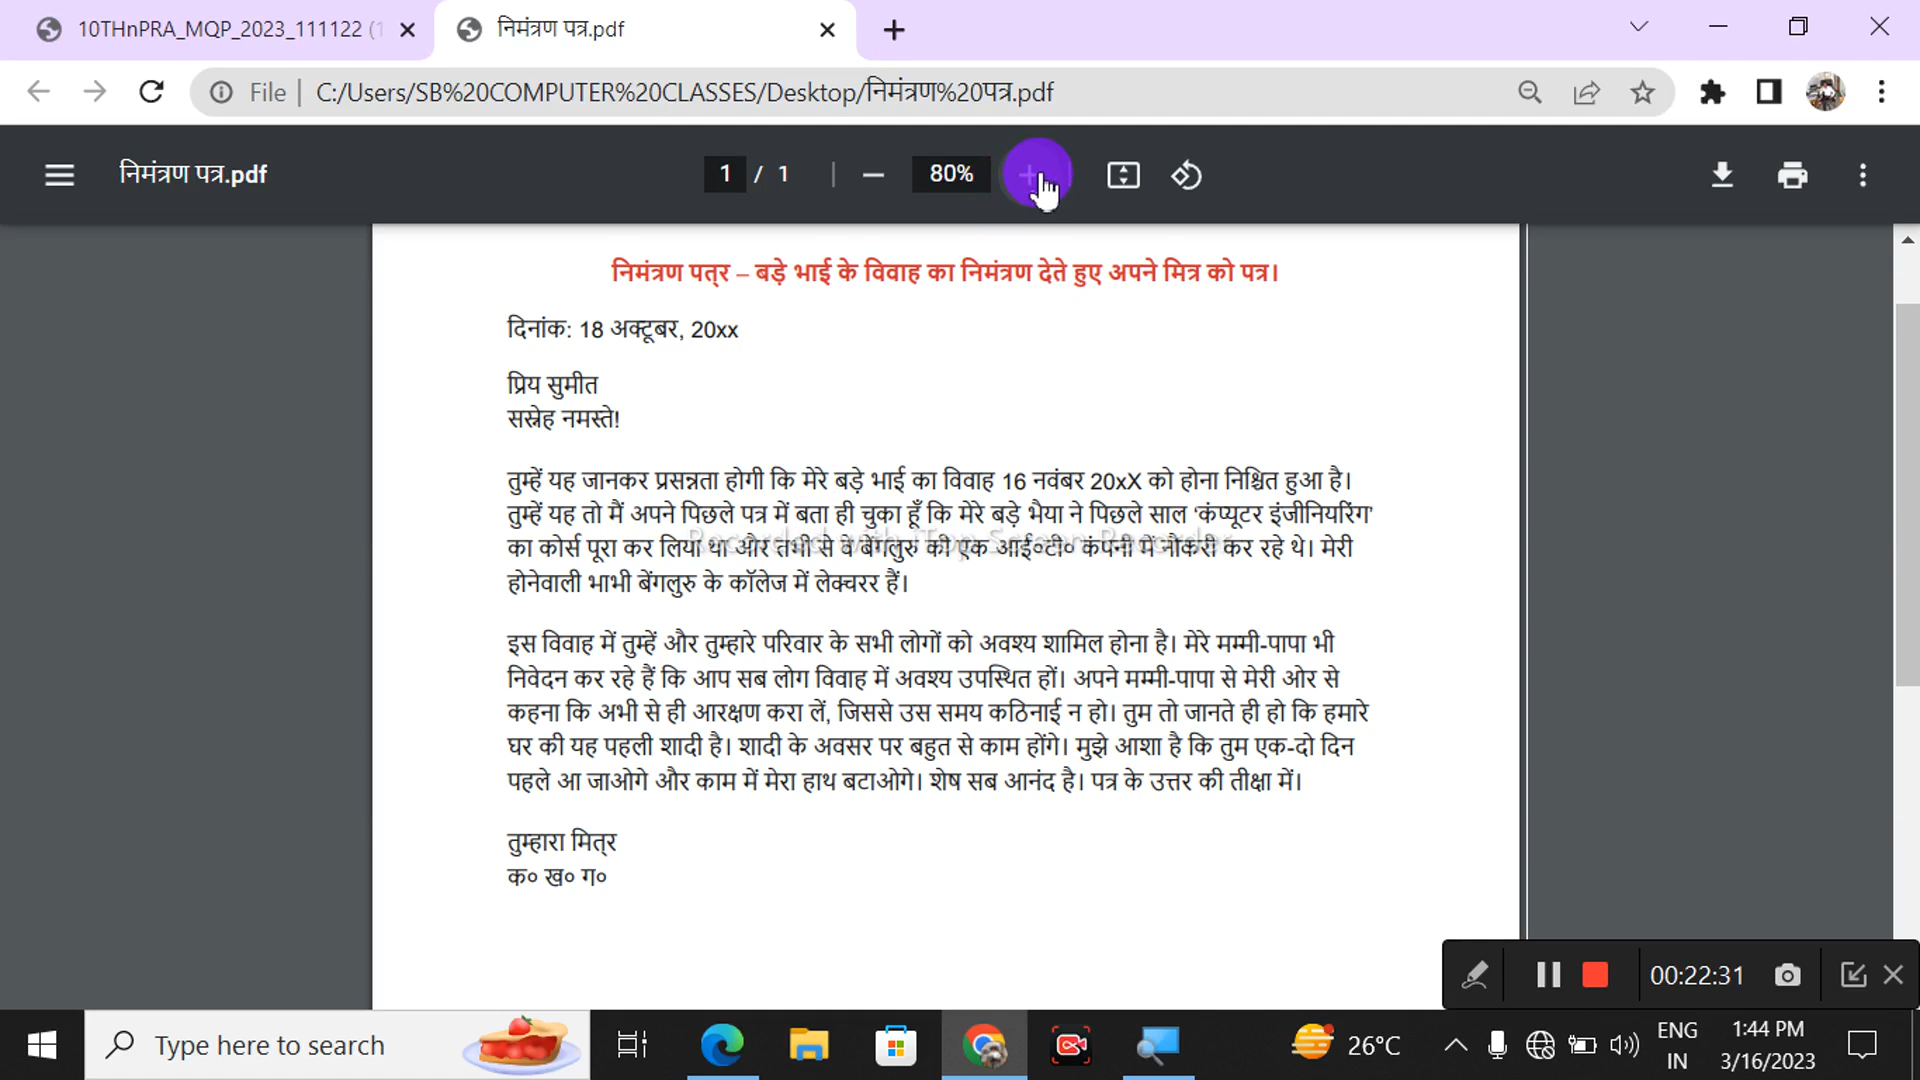 10THnPRA_MQP_2023_111122 (1
निमंत्रण पत्र.pdf
File
C:/Users/SB%20COMPUTER%20CLASSES/Desktop/निमंत्रण%20पत्र.pdf
निमंत्रण पत्र.pdf
1 / 1
80%
निमंत्रण पत्र – बड़े भाई के विवाह का निमंत्रण देते हुए अपने मित्र को पत्र।
दिनांक: 18 अक्टूबर, 20xx
प्रिय सुमीत
सस्नेह नमस्ते!
तुम्हें यह जानकर प्रसन्नता होगी कि मेरे बड़े भाई का विवाह 16 नवंबर 20xX को होना निश्चित हुआ है।
तुम्हें यह तो मैं अपने पिछले पत्र में बता ही चुका हूँ कि मेरे बड़े भैया ने पिछले साल ‘कंप्यूटर इंजीनियरिंग’
का कोर्स पूरा कर लिया था और तभी से वे बेंगलुरु की एक आई०टी० कंपनी में नौकरी कर रहे थे। मेरी
Recorded with iTop Screen Recorder
होनेवाली भाभी बेंगलुरु के कॉलेज में लेक्चरर हैं।
इस विवाह में तुम्हें और तुम्हारे परिवार के सभी लोगों को अवश्य शामिल होना है। मेरे मम्मी-पापा भी
निवेदन कर रहे हैं कि आप सब लोग विवाह में अवश्य उपस्थित हों। अपने मम्मी-पापा से मेरी ओर से
कहना कि अभी से ही आरक्षण करा लें, जिससे उस समय कठिनाई न हो। तुम तो जानते ही हो कि हमारे
घर की यह पहली शादी है। शादी के अवसर पर बहुत से काम होंगे। मुझे आशा है कि तुम एक-दो दिन
पहले आ जाओगे और काम में मेरा हाथ बटाओगे। शेष सब आनंद है। पत्र के उत्तर की तीक्षा में।
तुम्हारा मित्र
क० ख० ग०
00:22:31
Type here to search
26°C
ENG
IN
1:44 PM
3/16/2023